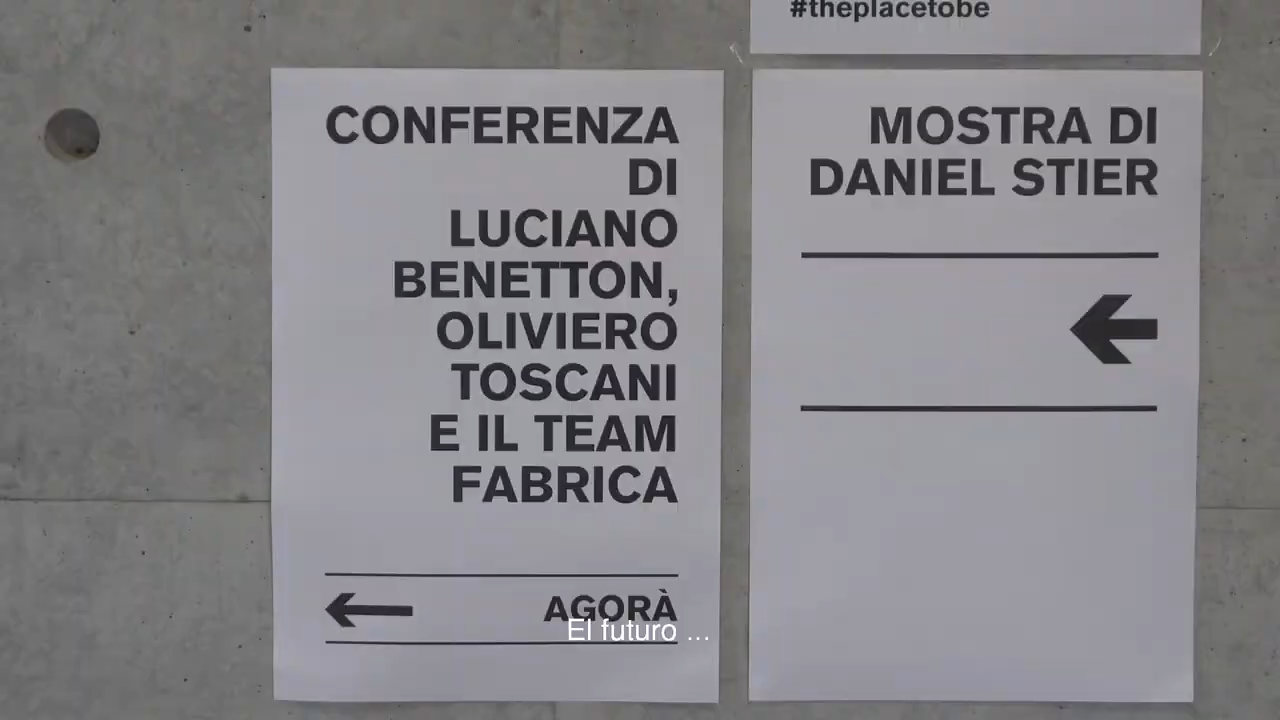 #theplacetobe
CONFERENZA
DI
LUCIANO
BENETTON,
OLIVIERO
TOSCANI
E IL TEAM
FABRICA
AGORÀ
MOSTRA DI
DANIEL STIER
El futuro ...